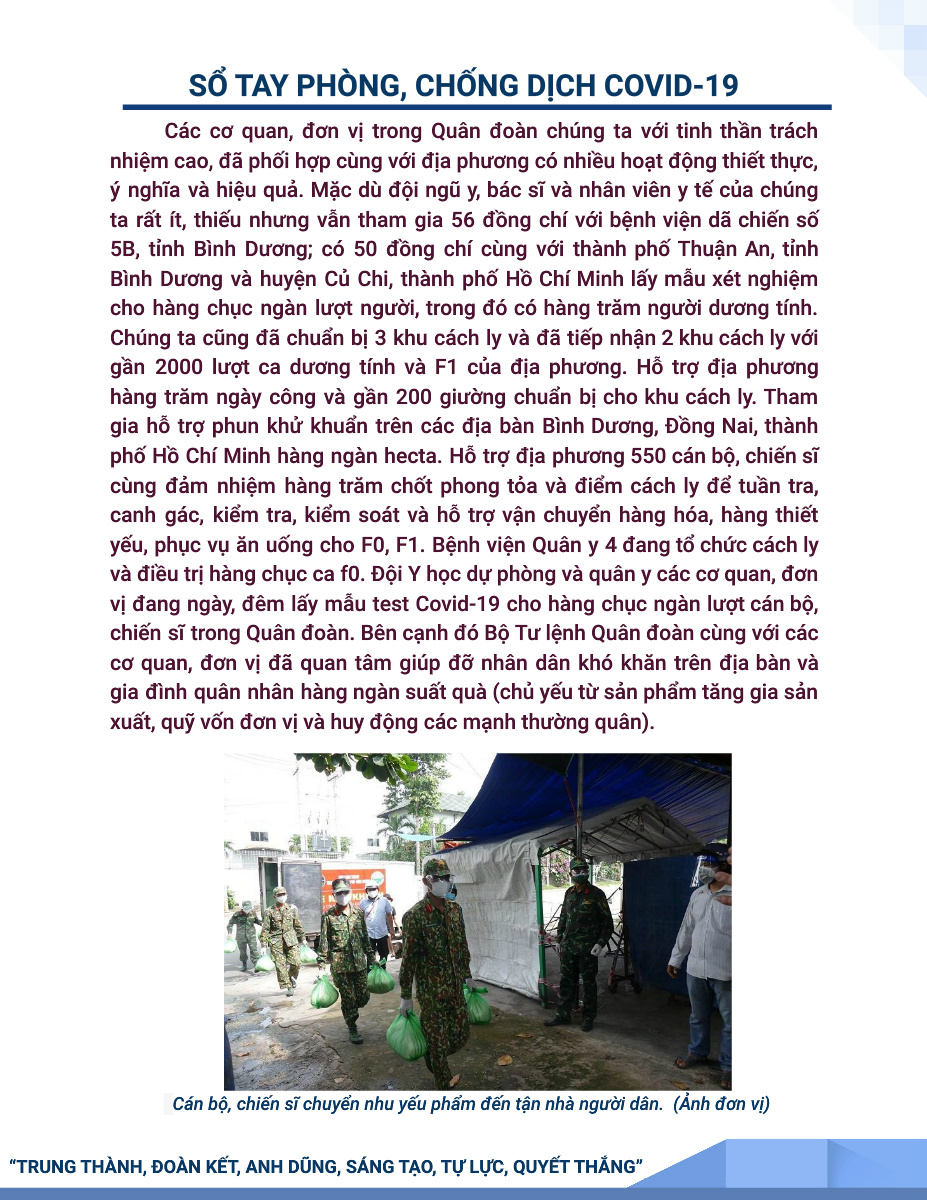 SỔ TAY PHÒNG, CHỐNG DỊCH COVID-19
Các cơ quan, đơn vị trong Quân đoàn chúng ta với tinh thần trách
nhiệm cao, đã phối hợp cùng với địa phương có nhiều hoạt động thiết thực,
ý nghĩa và hiệu quả. Mặc dù đội ngũ y, bác sĩ và nhân viên y tế của chúng
ta rất ít, thiếu nhưng vẫn tham gia 56 đồng chí với bệnh viện dã chiến số
5B, tỉnh Bình Dương; có 50 đồng chí cùng với thành phố Thuận An, tỉnh
Bình Dương và huyện Củ Chi, thành phố Hồ Chí Minh lấy mẫu xét nghiệm
cho hàng chục ngàn lượt người, trong đó có hàng trăm người dương tính.
Chúng ta cũng đã chuẩn bị 3 khu cách ly và đã tiếp nhận 2 khu cách ly với
gần 2000 lượt ca dương tính và F1 của địa phương. Hỗ trợ địa phương
hàng trăm ngày công và gần 200 giường chuẩn bị cho khu cách ly. Tham
gia hỗ trợ phun khử khuẩn trên các địa bàn Bình Dương, Đồng Nai, thành
phố Hồ Chí Minh hàng ngàn hecta. Hỗ trợ địa phương 550 cán bộ, chiến sĩ
cùng đảm nhiệm hàng trăm chốt phong tỏa và điểm cách ly để tuần tra,
canh gác, kiểm tra, kiểm soát và hỗ trợ vận chuyển hàng hóa, hàng thiết
yếu, phục vụ ăn uống cho F0, F1. Bệnh viện Quân y 4 đang tổ chức cách ly
và điều trị hàng chục ca f0. Đội Y học dự phòng và quân y các cơ quan, đơn
vị đang ngày, đêm lấy mẫu test Covid-19 cho hàng chục ngàn lượt cán bộ,
chiến sĩ trong Quân đoàn. Bên cạnh đó Bộ Tư lệnh Quân đoàn cùng với các
cơ quan, đơn vị đã quan tâm giúp đỡ nhân dân khó khăn trên địa bàn và
gia đình quân nhân hàng ngàn suất quà (chủ yếu từ sản phẩm tăng gia sản
xuất, quỹ vốn đơn vị và huy động các mạnh thường quân).
Cán bộ, chiến sĩ chuyển nhu yếu phẩm đến tận nhà người dân. (Ảnh đơn vị)
“TRUNG THÀNH, ĐOÀN KẾT, ANH DŨNG, SÁNG TẠO, TỰ LỰC, QUYẾT THẮNG”